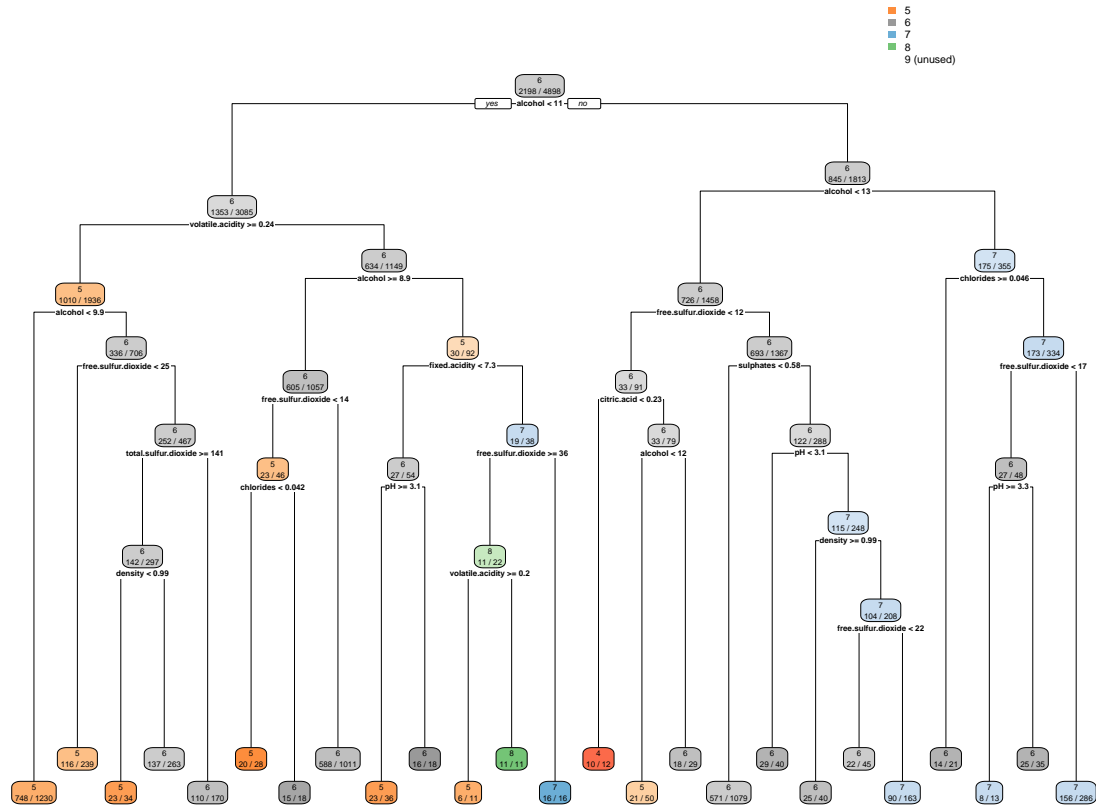 5
6
7
8
9 (unused)
6
2198 / 4898
yes
alcohol < 11
no
6
845 / 1813
alcohol < 13
6
1353 / 3085
volatile.acidity >= 0.24
6
634 / 1149
alcohol >= 8.9
7
175 / 355
chlorides >= 0.046
5
1010 / 1936
alcohol < 9.9
6
726 / 1458
free.sulfur.dioxide < 12
6
336 / 706
free.sulfur.dioxide < 25
5
30 / 92
fixed.acidity < 7.3
6
693 / 1367
sulphates < 0.58
7
173 / 334
free.sulfur.dioxide < 17
6
605 / 1057
free.sulfur.dioxide < 14
6
33 / 91
citric.acid < 0.23
6
252 / 467
total.sulfur.dioxide >= 141
7
19 / 38
free.sulfur.dioxide >= 36
6
33 / 79
alcohol < 12
6
122 / 288
pH < 3.1
5
23 / 46
chlorides < 0.042
6
27 / 54
pH >= 3.1
6
27 / 48
pH >= 3.3
7
115 / 248
density >= 0.99
6
142 / 297
density < 0.99
8
11 / 22
volatile.acidity >= 0.2
7
104 / 208
free.sulfur.dioxide < 22
5
116 / 239
6
137 / 263
5
20 / 28
6
588 / 1011
6
16 / 18
8
11 / 11
4
10 / 12
6
18 / 29
6
29 / 40
6
22 / 45
6
14 / 21
6
25 / 35
5
748 / 1230
5
23 / 34
6
110 / 170
6
15 / 18
5
23 / 36
5
6 / 11
7
16 / 16
5
21 / 50
6
571 / 1079
6
25 / 40
7
90 / 163
7
8 / 13
7
156 / 286